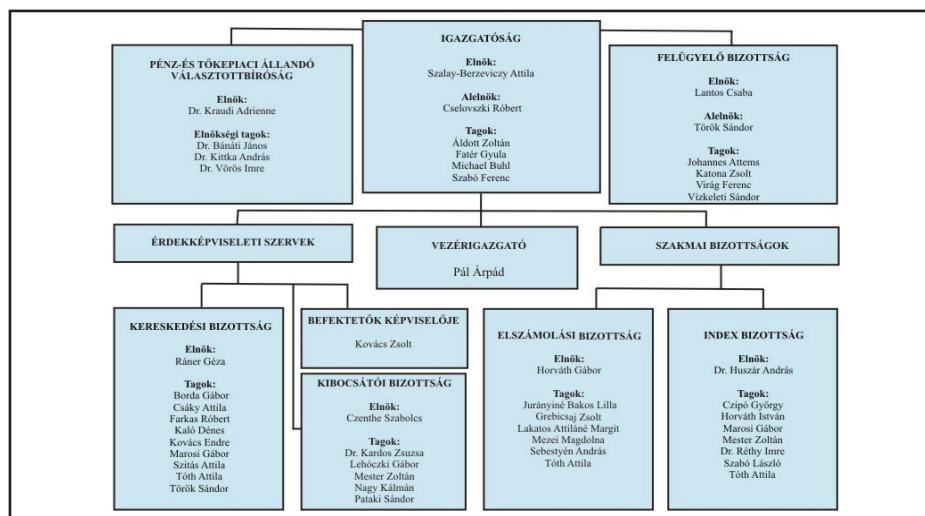 PÉNZ-ÉS TŐKEPIACI ÁLLANDÓ
VÁLASZTOTTBÍRÓSÁG
Elnök:
Dr. Kraudi Adrienne
Elnökségi tagok:
Dr. Bánáti János
Dr. Kittka András
Dr. Vörös Imre
IGAZGATÓSÁG
Elnök:
Szalay-Berzeviczy Attila
Alelnök:
Cselovszki Róbert
Tagok:
Áldott Zoltán
Fatér Gyula
Michael Buhl
Szabó Ferenc
FELÜGYELŐ BIZOTTSÁG
Elnök:
Lantos Csaba
Alelnök:
Török Sándor
Tagok:
Johannes Attems
Katona Zsolt
Virág Ferenc
Vízkeleti Sándor
ÉRDEKKÉPVISELETI SZERVEK
VEZÉRIGAZGATÓ
Pál Árpád
SZAKMAI BIZOTTSÁGOK
KERESKEDÉSI BIZOTTSÁG
Elnök:
Ráner Géza
Tagok:
Borda Gábor
Csáky Attila
Farkas Róbert
Kaló Dénes
Kovács Endre
Marosi Gábor
Szitás Attila
Tóth Attila
Török Sándor
BEFEKTETŐK KÉPVISELŐJE
Kovács Zsolt
KIBOCSÁTÓI BIZOTTSÁG
Elnök:
Czenthe Szabolcs
Tagok:
Dr. Kardos Zsuzsa
Lehóczki Gábor
Mester Zoltán
Nagy Kálmán
Pataki Sándor
ELSZÁMOLÁSI BIZOTTSÁG
Elnök:
Horváth Gábor
Tagok:
Jurányiné Bakos Lilla
Grebicsaj Zsolt
Lakatos Attiláné Margit
Mezei Magdolna
Sebestyén András
Tóth Attila
INDEX BIZOTTSÁG
Elnök:
Dr. Huszár András
Tagok:
Czipó György
Horváth István
Marosi Gábor
Mester Zoltán
Dr. Réthy Imre
Szabó László
Tóth Attila